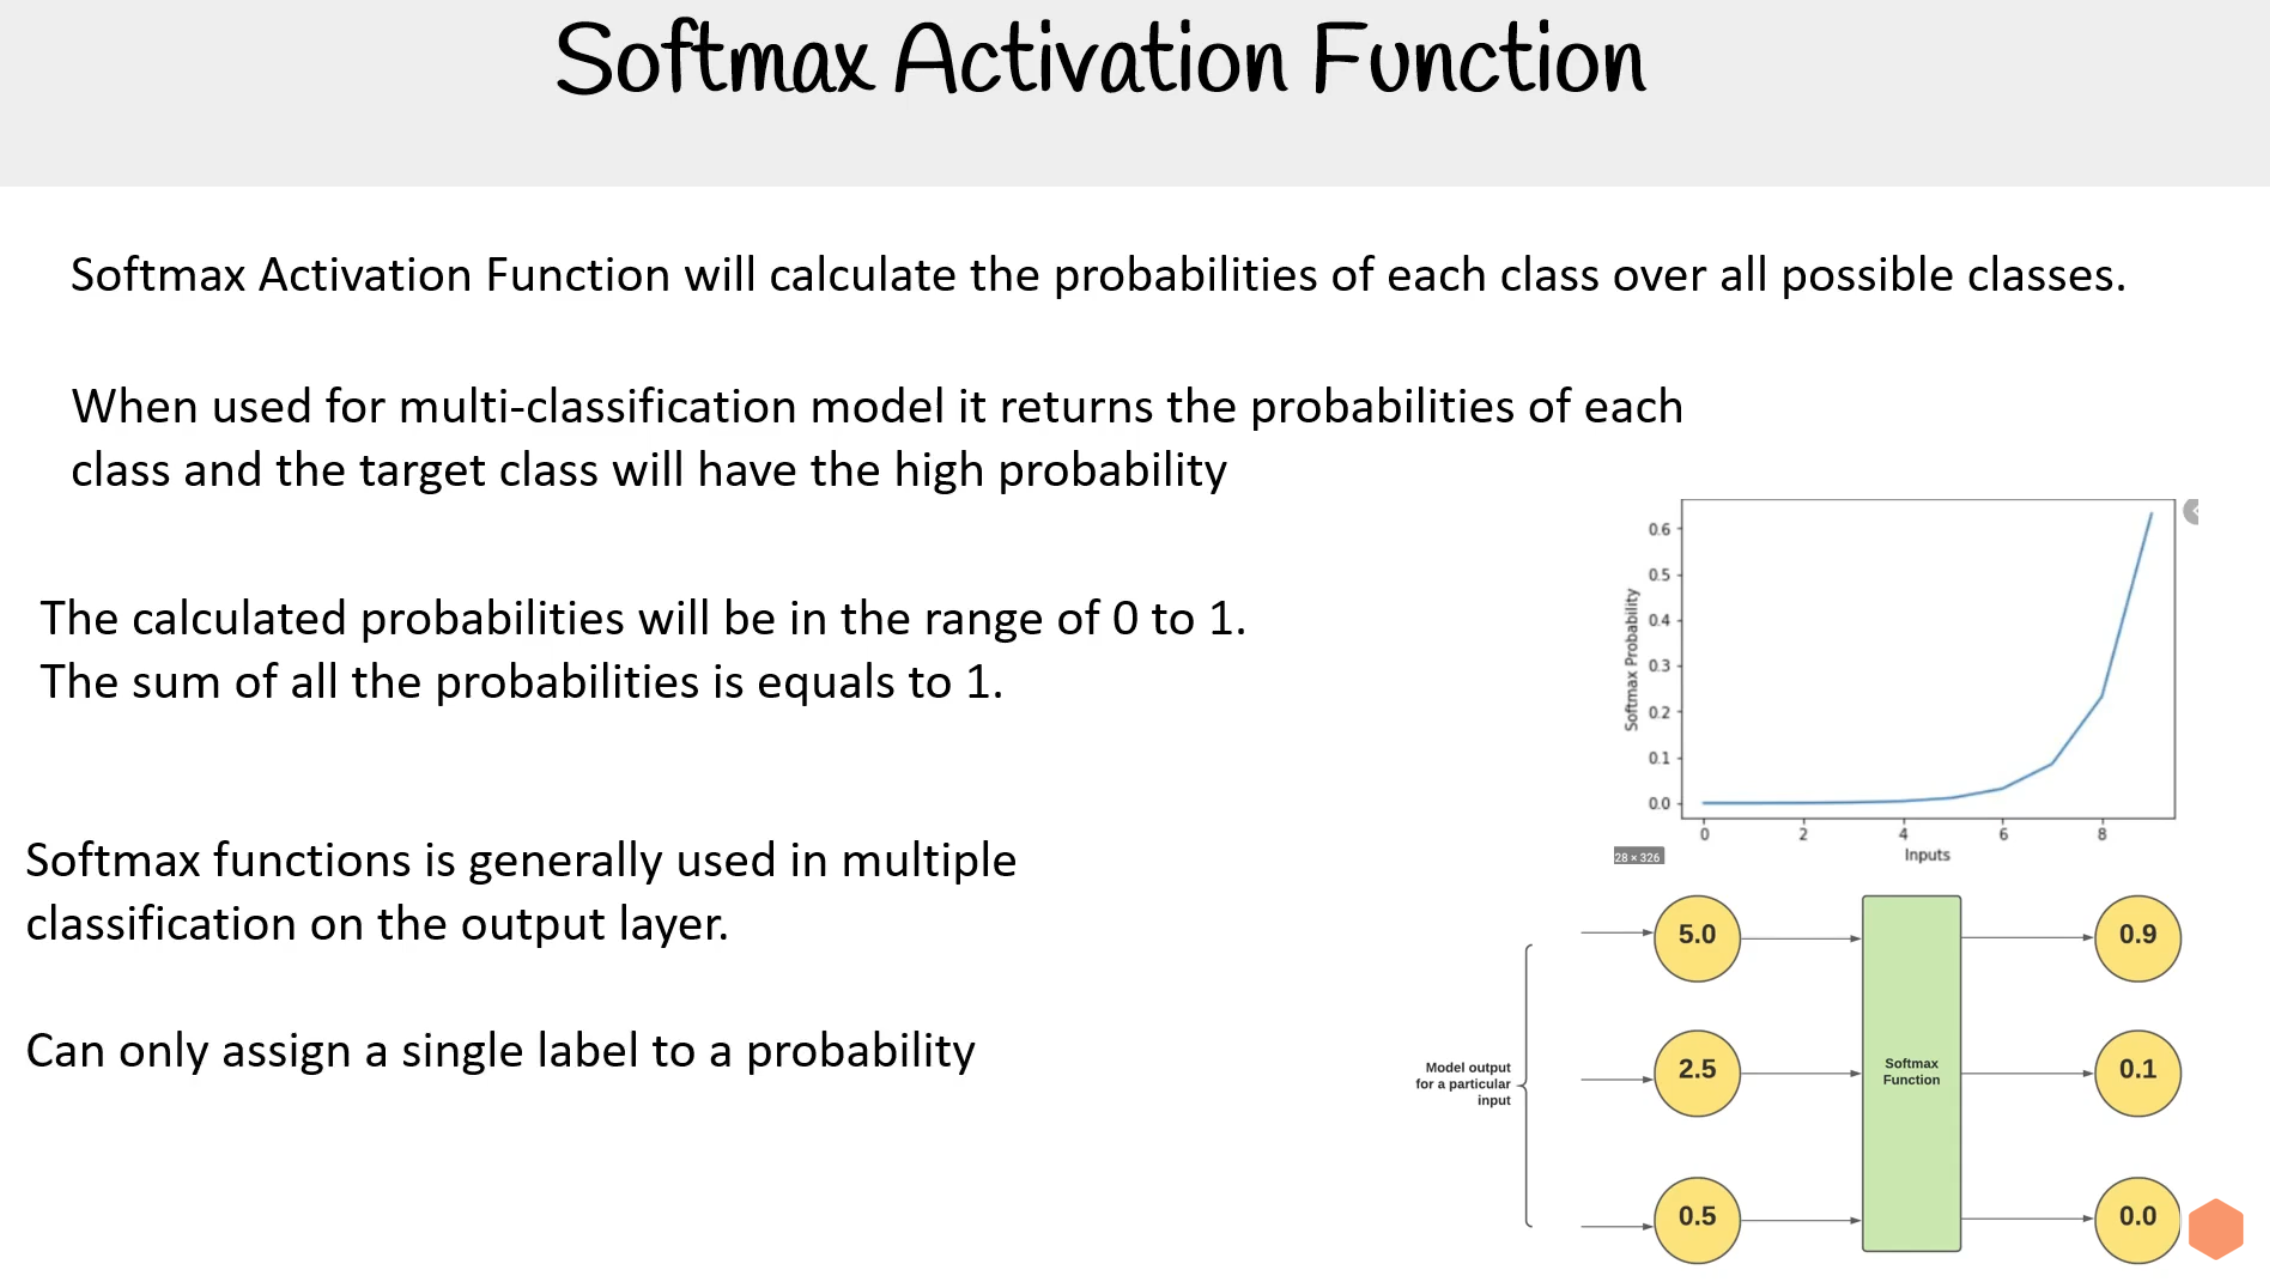 Softmax Activation Function
Softmax Activation Function will calculate the probabilities of each class over all possible classes.
When used for multi-classification model it returns the probabilities of each
class and the target class will have the high probability
The calculated probabilities will be in the range of 0 to 1.
The sum of all the probabilities is equals to 1.
Softmax functions is generally used in multiple
classification on the output layer.
Can only assign a single label to a probability
Softmax Probability
0.6
0.5
0.4
0.3
0.2
0.1
0.0
0 2 4 6 8
Inputs
28 × 326
Model output
for a particular
input
5.0
2.5
0.5
Softmax
Function
0.9
0.1
0.0